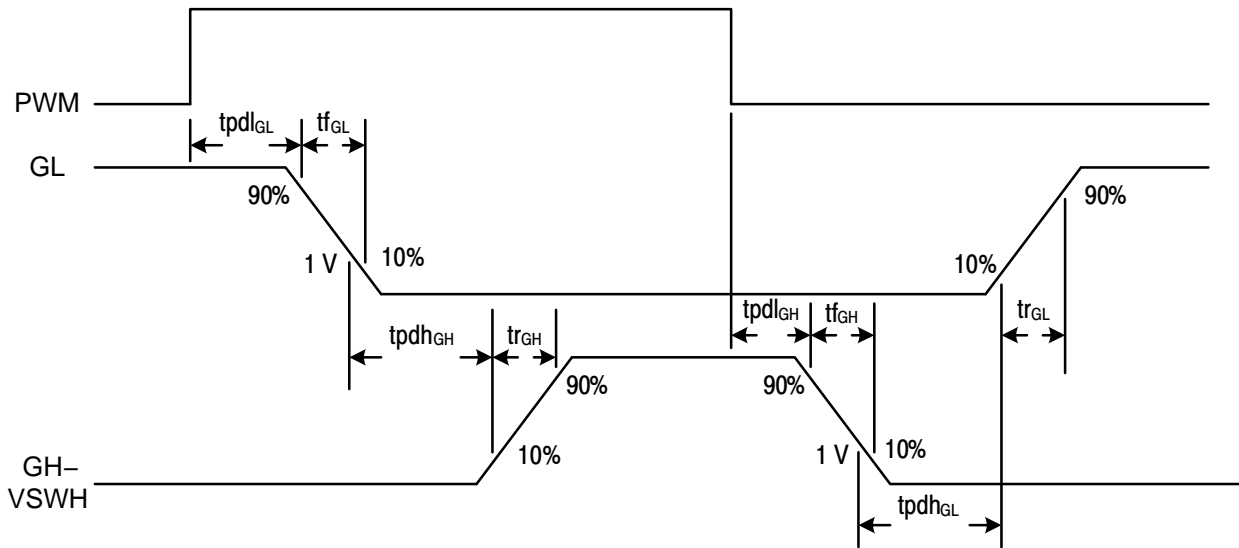 PWM
tpdlGL tfGL
GL
90% 90%
1 V 10% 10%
tpdlGH tfGH trGL
tpdhGH trGH
90% 90%
10% 1 V 10%
GH–
VSWH
tpdhGL